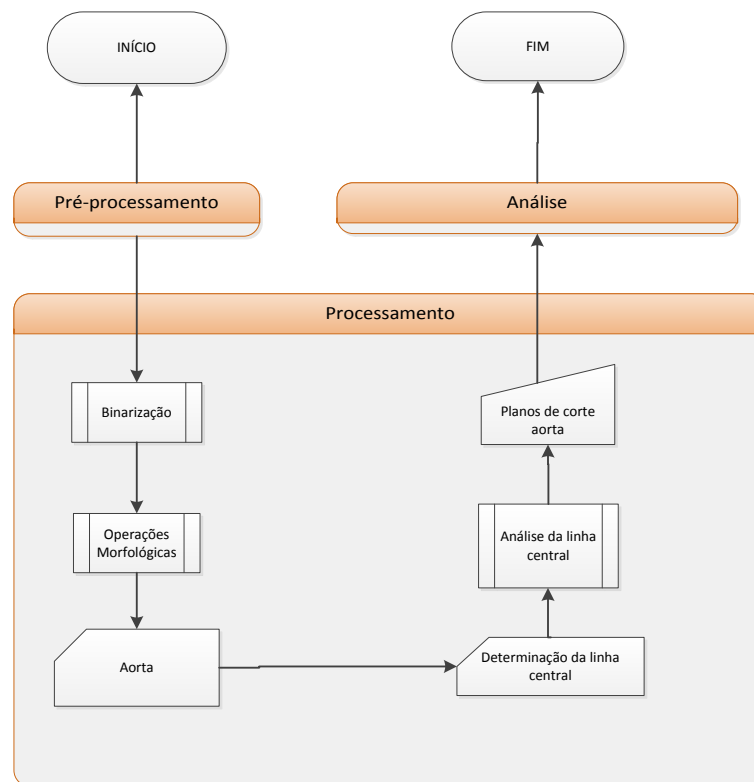 INÍCIO
FIM
Pré-processamento
Análise
Processamento
Binarização
Planos de corte
aorta
Operações
Morfológicas
Análise da linha
central
Aorta
Determinação da linha
central